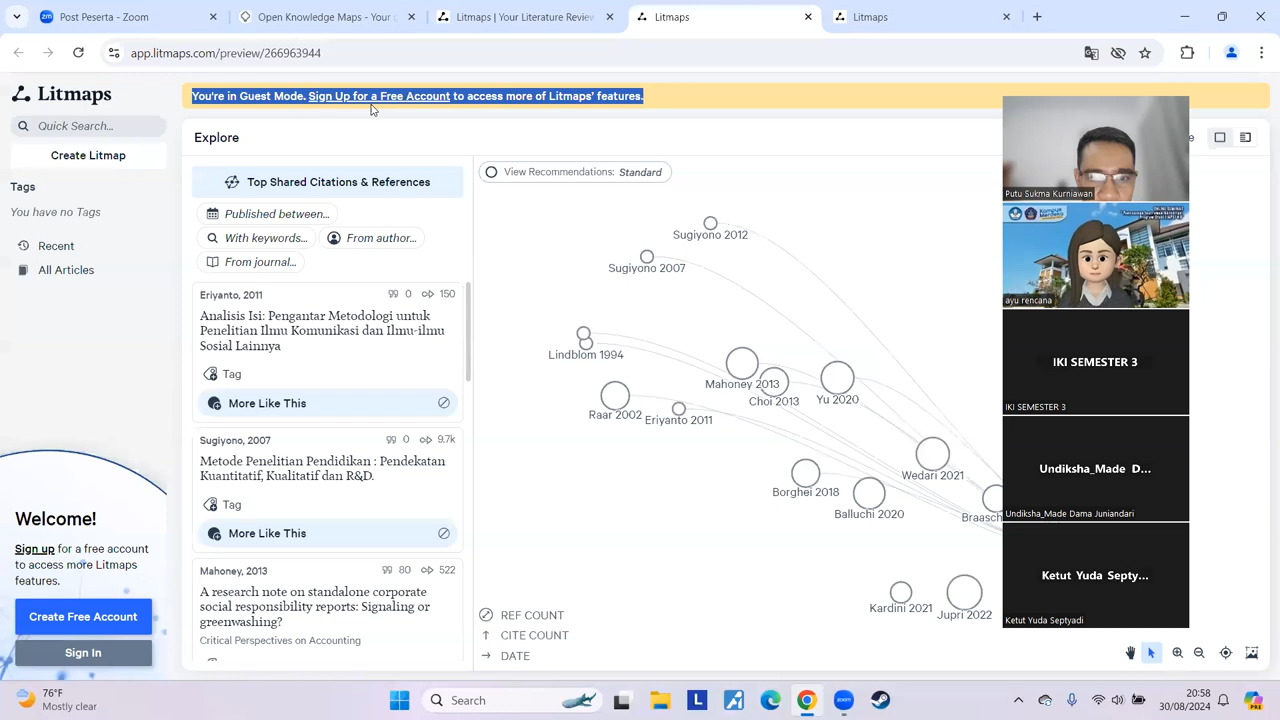 Post Perserta - Zoom
Open Knowledge Maps - Your g
Litmaps | Your Literature Review
Litmaps
Litmaps
app.litmaps.com/preview/266963944
Litmaps
You're in Guest Mode. Sign Up for a Free Account to access more of Litmaps' features.
Quick Search...
Create Litmap
Tags
You have no Tags
Recent
All Articles
Welcome!
Sign up for a free account
to access more Litmaps
features.
Create Free Account
Sign In
Explore
Top Shared Citations & References
Published between...
With keywords...
From author...
From journal...
Eriyanto, 2011
0
150
Analisis Isi: Pengantar Metodologi untuk
Penelitian Ilmu Komunikasi dan Ilmu-ilmu
Sosial Lainnya
Tag
More Like This
Sugiyono, 2007
0
9.7k
Metode Penelitian Pendidikan : Pendekatan
Kuantitatif, Kualitatif dan R&D.
Tag
More Like This
Mahoney, 2013
80
522
A research note on standalone corporate
social responsibility reports: Signaling or
greenwashing?
Critical Perspectives on Accounting
View Recommendations: Standard
Sugiyono 2012
Sugiyono 2007
Lindblom 1994
Mahoney 2013
Choi 2013
Yu 2020
Raar 2002
Eriyanto 2011
Wedari 2021
Borghei 2018
Balluchi 2020
Braasch
Kardini 2021
Jupri 2022
REF COUNT
CITE COUNT
DATE
Putu Sukma Kurniawan
ayu rencana
IKI SEMESTER 3
IKI SEMESTER 3
Undiksha_Made D...
Undiksha_Made Dama Juniandari
Ketut Yuda Septy...
Ketut Yuda Septyadi
76°F
Mostly clear
Search
20:58
30/08/2024